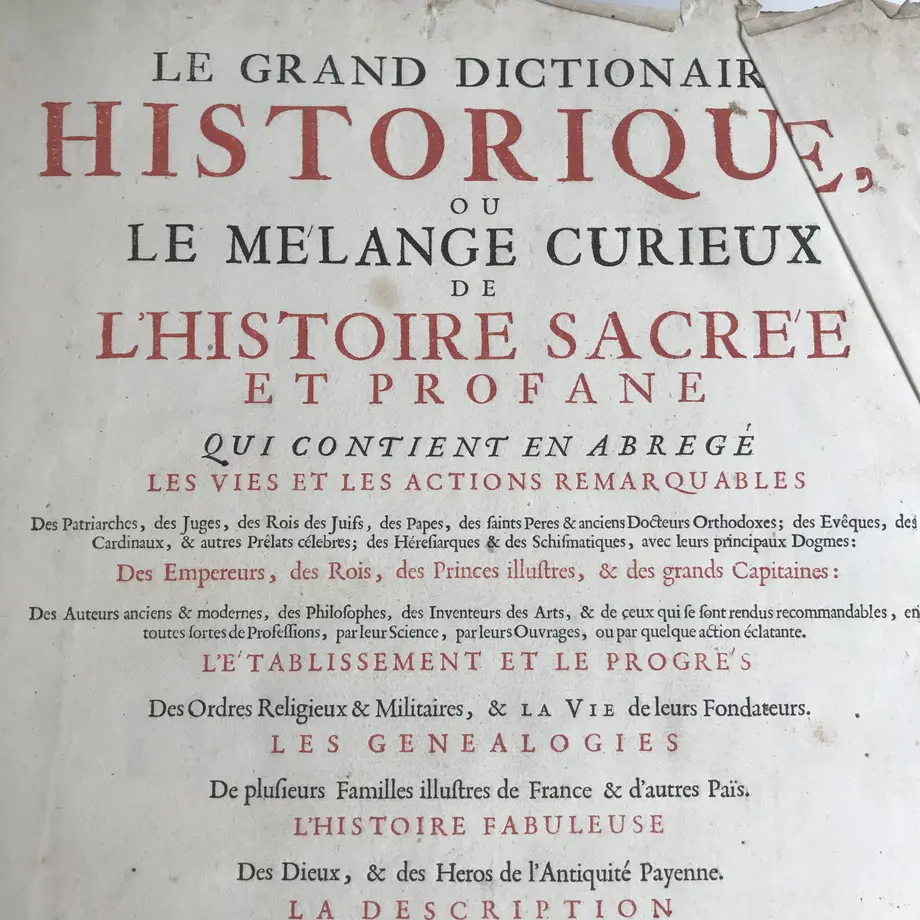 LE GRAND DICTIONAIR
HISTORIQUE,
OU
LE ME'LANGE CURIEUX
DE
L'HISTOIRE SACRE'E
ET PROFANE
QUI CONTIENT EN ABREGÉ
LES VIES ET LES ACTIONS REMARQUABLES
Des Patriarches, des Juges, des Rois des Juifs, des Papes, des ſaints Peres & anciens Docteurs Orthodoxes; des Evêques, des
Cardinaux, & autres Prêlats célebres; des Héreſiarques & des Schiſmatiques, avec leurs principaux Dogmes:
Des Empereurs, des Rois, des Princes illuſtres, & des grands Capitaines:
Des Auteurs anciens & modernes, des Philoſophes, des Inventeurs des Arts, & de çeux qui ſe ſont rendus recommandables, en
toutes ſortes de Profeſſions, par leur Science, par leurs Ouvrages, ou par quelque action éclatante.
L'E'TABLISSEMENT ET LE PROGRE'S
Des Ordres Religieux & Militaires, & LA VIE de leurs Fondateurs.
LES GENEALOGIES
De pluſieurs Familles illuſtres de France & d'autres Païs.
L'HISTOIRE FABULEUSE
Des Dieux, & des Heros de l'Antiquité Payenne.
LA DESCRIPTION